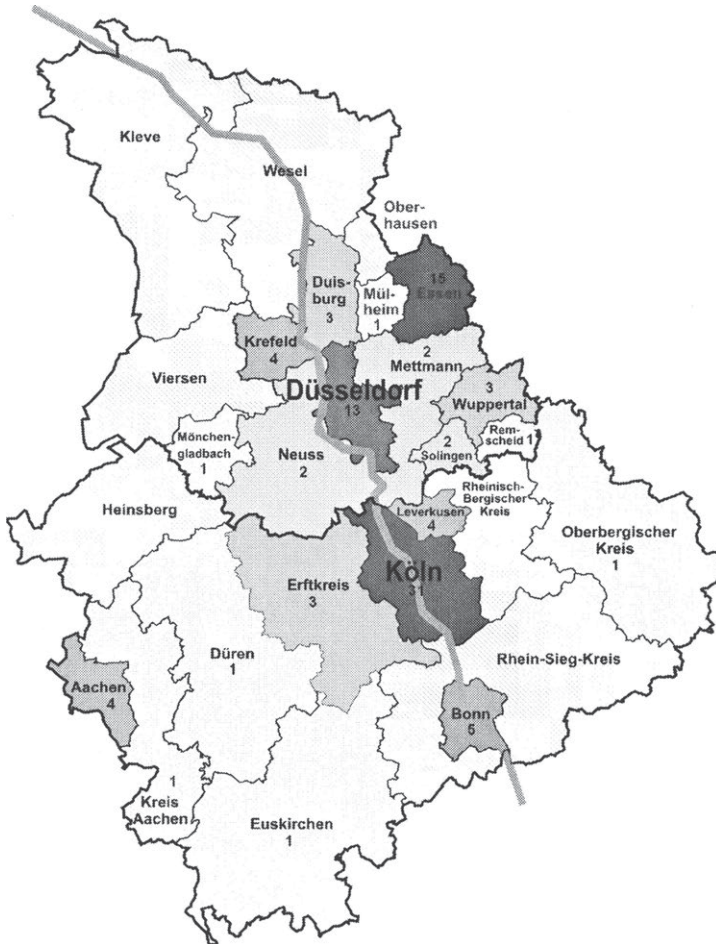 Kleve
Wesel
Ober-
hausen
Duis-
burg
3
Mül-
heim
1
15
Essen
Krefeld
4
2
Mettmann
Viersen
Düsseldorf
13
3
Wuppertal
Mönchen-
gladbach
1
Neuss
2
2
Solingen
Rem-
scheid 1
Heinsberg
Leverkusen
4
Rheinisch-
Bergischer
Kreis
Oberbergischer
Kreis
1
Erftkreis
3
Köln
31
Düren
1
Rhein-Sieg-Kreis
Aachen
4
Bonn
5
1
Kreis
Aachen
Euskirchen
1